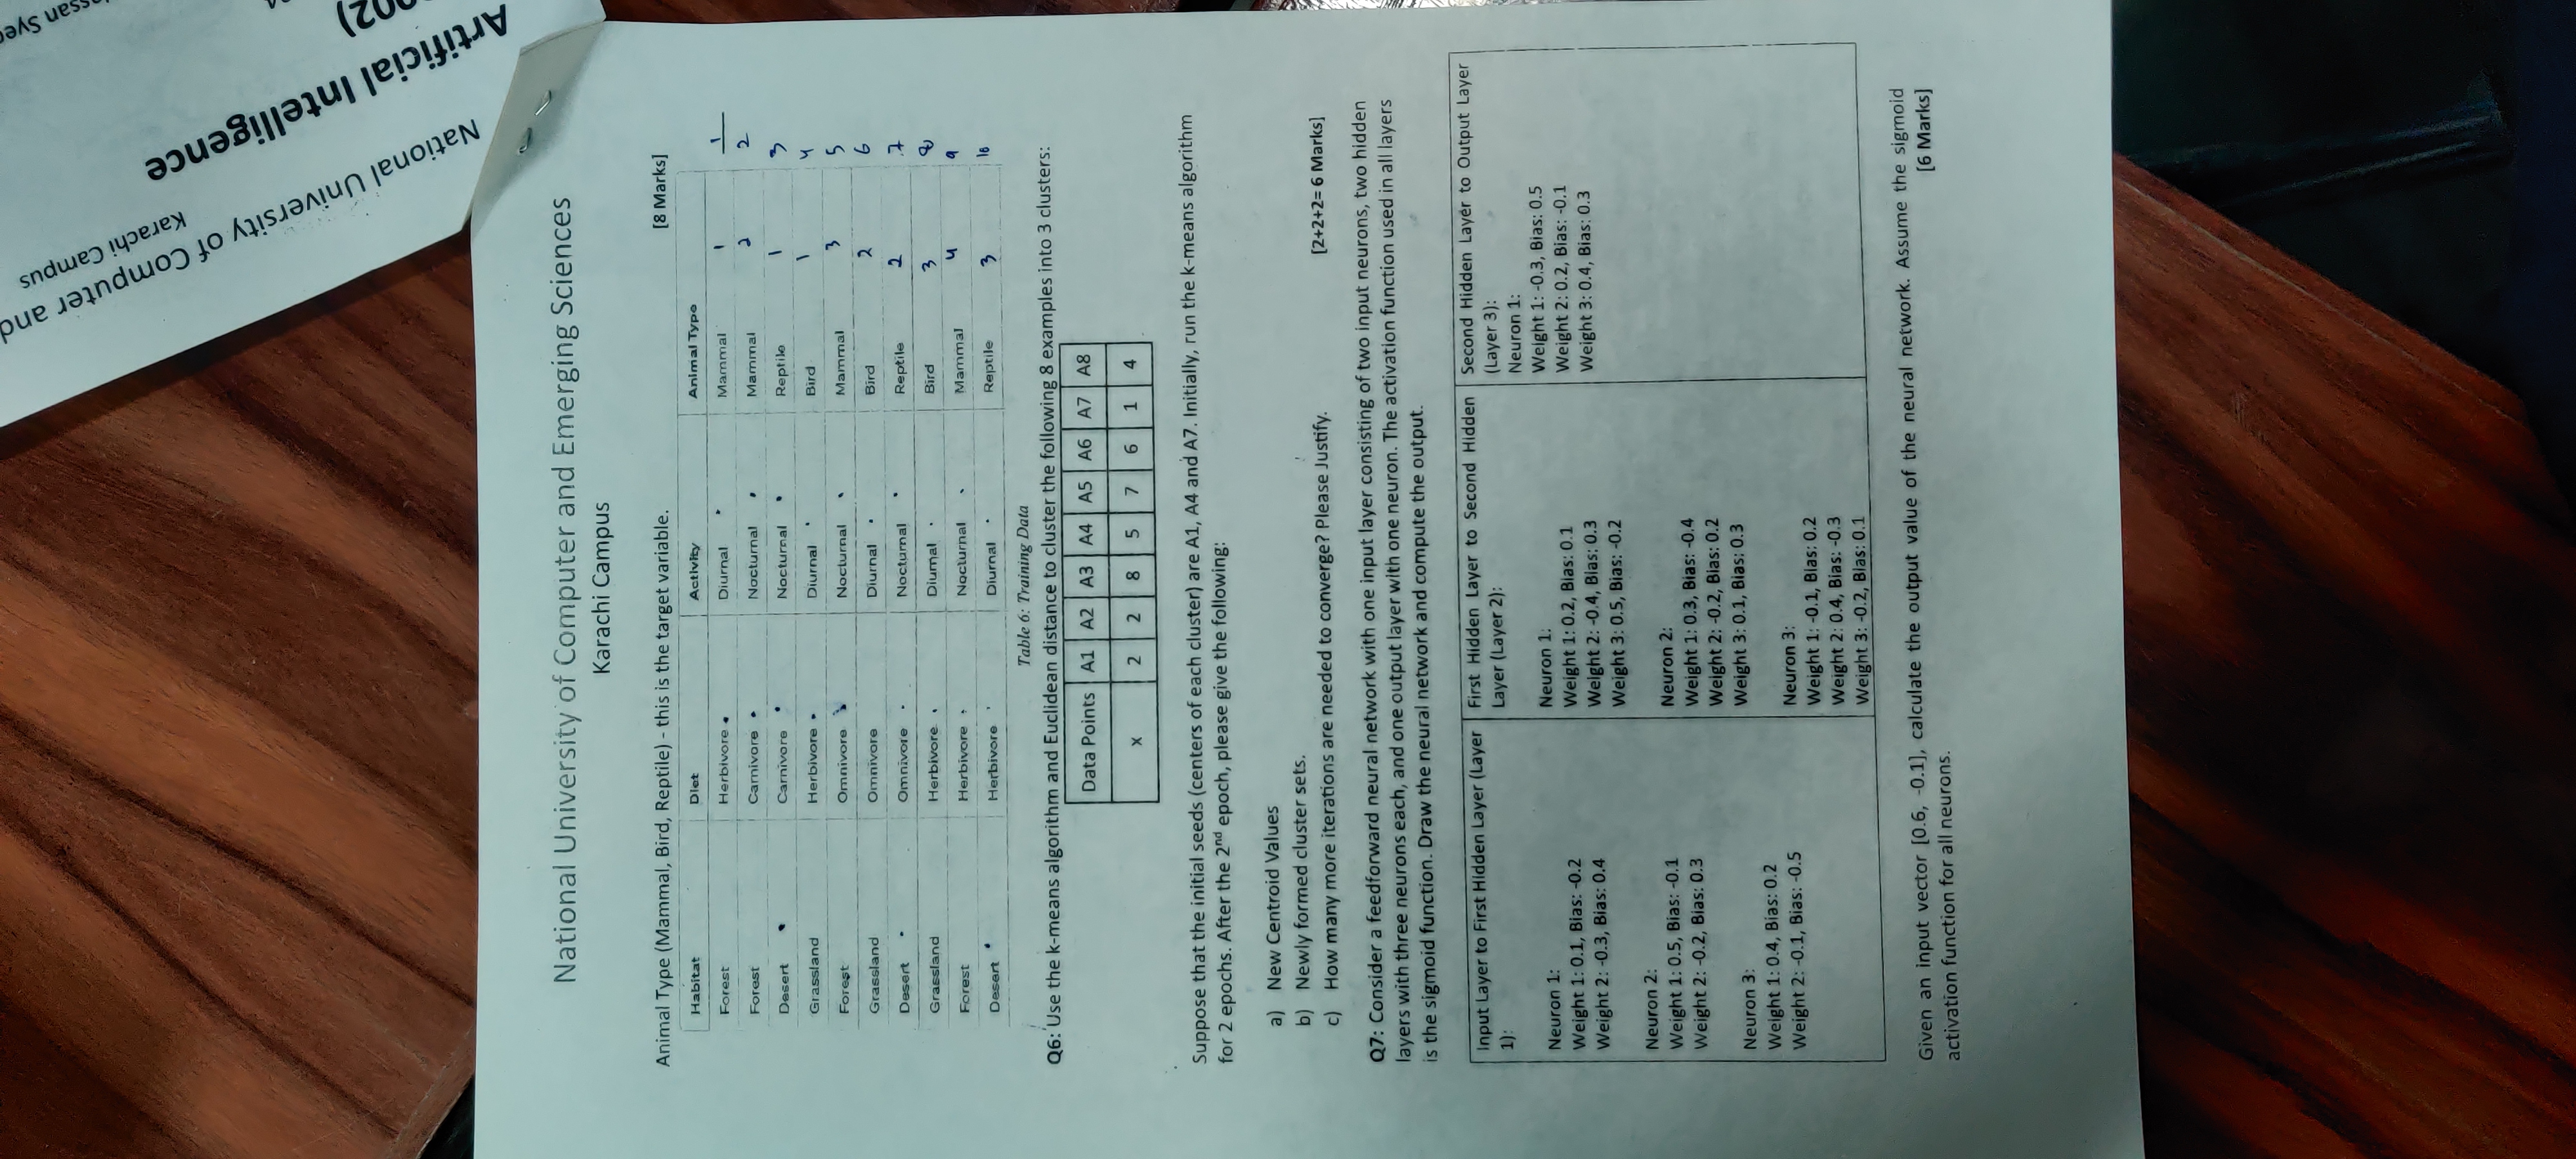 National University of Computer and
Karachi Campus
Artificial Intelligence
National University of Computer and Emerging Sciences
Karachi Campus
Animal Type (Mammal, Bird, Reptile) - this is the target variable. [8 Marks]
Habitat Diet Activity Animal Type
Forest Herbivore Diurnal Mammal 1 1
Forest Carnivore Nocturnal Mammal 2 2
Desert Carnivore Nocturnal Reptile 1 3
Grassland Herbivore Diurnal Bird 1 4
Forest Omnivore Nocturnal Mammal 3 5
Grassland Omnivore Diurnal Bird 2 6
Desert Omnivore Nocturnal Reptile 2 7
Grassland Herbivore Diurnal Bird 3 8
Forest Herbivore Nocturnal Mammal 4 9
Desert Herbivore Diurnal Reptile 3 10
Table 6: Training Data
Q6: Use the k-means algorithm and Euclidean distance to cluster the following 8 examples into 3 clusters:
Data Points A1 A2 A3 A4 A5 A6 A7 A8
x 2 2 8 5 7 6 1 4
Suppose that the initial seeds (centers of each cluster) are A1, A4 and A7. Initially, run the k-means algorithm
for 2 epochs. After the 2nd epoch, please give the following:
a) New Centroid Values
b) Newly formed cluster sets.
c) How many more iterations are needed to converge? Please Justify. [2+2+2= 6 Marks]
Q7: Consider a feedforward neural network with one input layer consisting of two input neurons, two hidden
layers with three neurons each, and one output layer with one neuron. The activation function used in all layers
is the sigmoid function. Draw the neural network and compute the output.
Input Layer to First Hidden Layer (Layer
1):
Neuron 1:
Weight 1: 0.1, Bias: -0.2
Weight 2: -0.3, Bias: 0.4
Neuron 2:
Weight 1: 0.5, Bias: -0.1
Weight 2: -0.2, Bias: 0.3
Neuron 3:
Weight 1: 0.4, Bias: 0.2
Weight 2: -0.1, Bias: -0.5
First Hidden Layer to Second Hidden
Layer (Layer 2):
Neuron 1:
Weight 1: 0.2, Bias: 0.1
Weight 2: -0.4, Bias: 0.3
Weight 3: 0.5, Bias: -0.2
Neuron 2:
Weight 1: 0.3, Bias: -0.4
Weight 2: -0.2, Bias: 0.2
Weight 3: 0.1, Bias: 0.3
Neuron 3:
Weight 1: -0.1, Bias: 0.2
Weight 2: 0.4, Bias: -0.3
Weight 3: -0.2, Bias: 0.1
Second Hidden Layer to Output Layer
(Layer 3):
Neuron 1:
Weight 1: -0.3, Bias: 0.5
Weight 2: 0.2, Bias: -0.1
Weight 3: 0.4, Bias: 0.3
Given an input vector [0.6, -0.1], calculate the output value of the neural network. Assume the sigmoid
activation function for all neurons. [6 Marks]